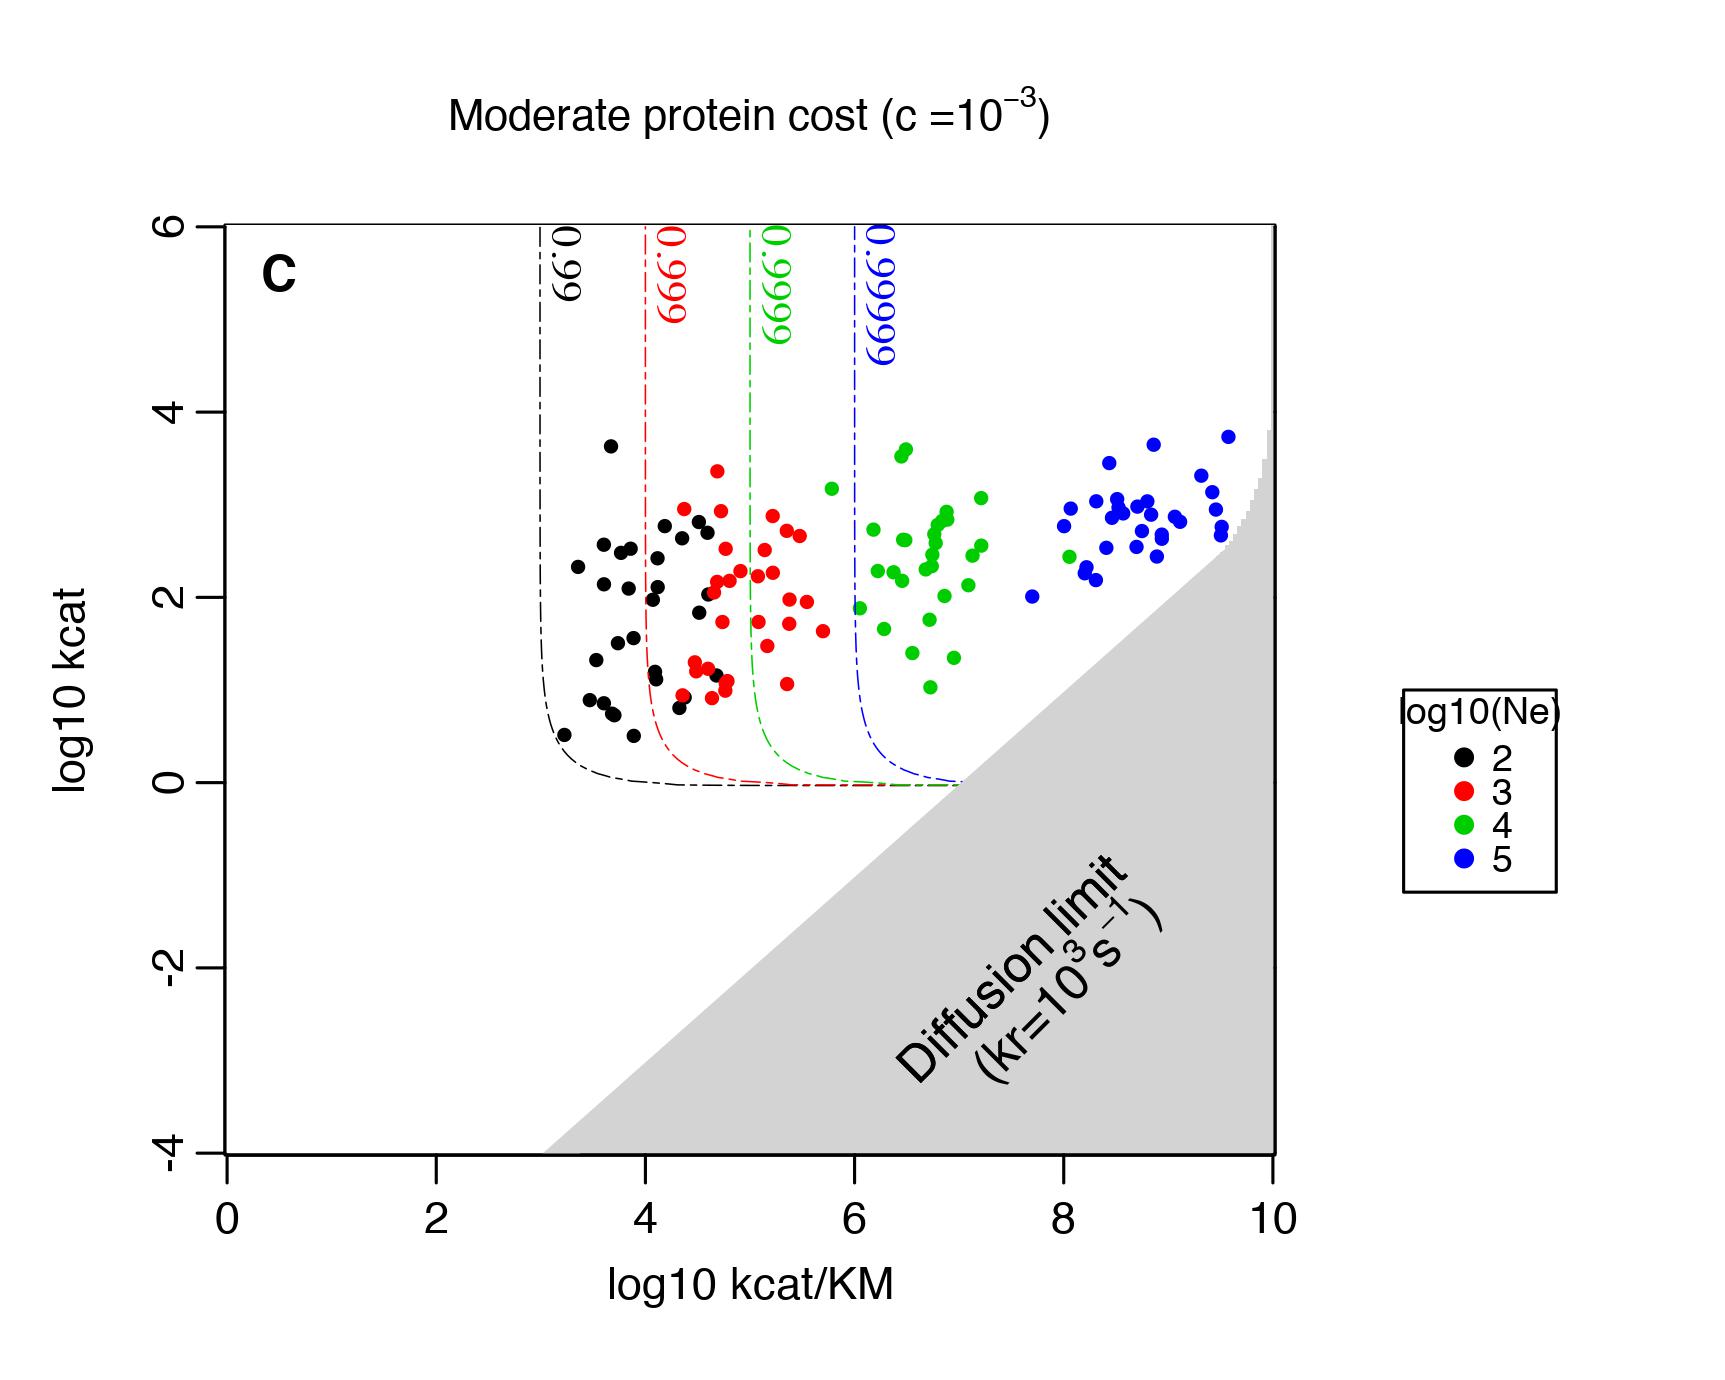 Moderate protein cost (c =10⁻³)
C
0.99
0.999
0.9999
0.99999
6
4
2
0
-2
-4
log10 kcat
0
2
4
6
8
10
log10 kcat/KM
Diffusion limit
(kr=10³s⁻¹)
log10(Ne)
2
3
4
5